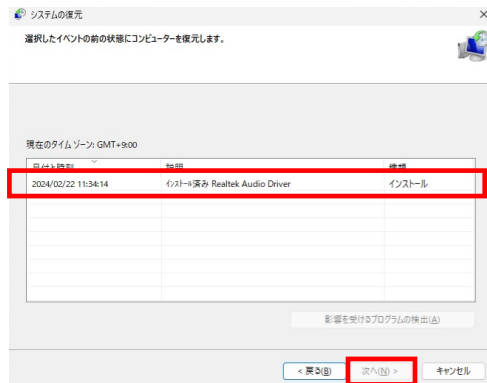 システムの復元
選択したイベントの前の状態にコンピューターを復元します。
現在のタイム ゾーン: GMT+9:00
日付と時刻 説明 種類
2024/02/22 11:34:14 ｲﾝｽﾄｰﾙ済み Realtek Audio Driver インストール
影響を受けるプログラムの検出(A)
< 戻る(B) 次へ(N) > キャンセル